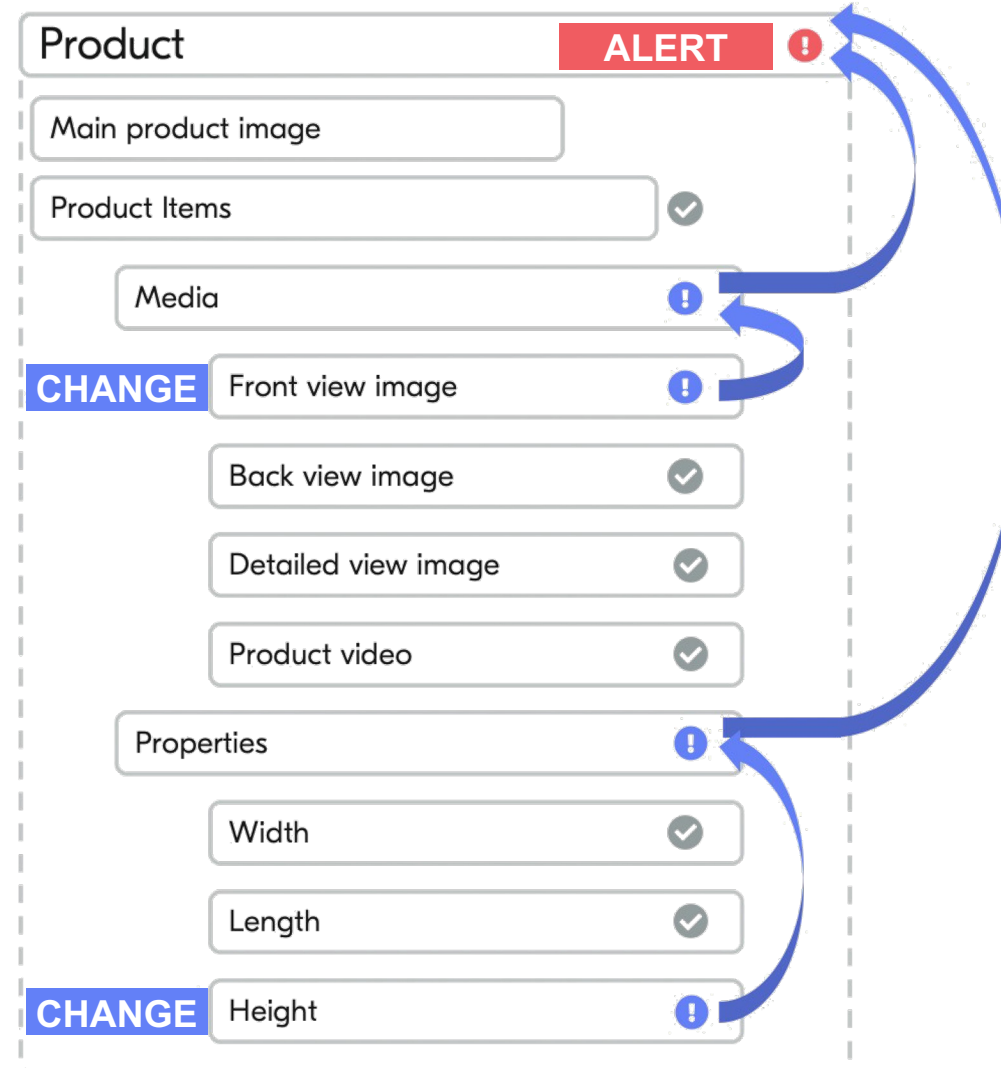 Product ALERT
Main product image
Product Items
Media
CHANGE Front view image
Back view image
Detailed view image
Product video
Properties
Width
Length
CHANGE Height